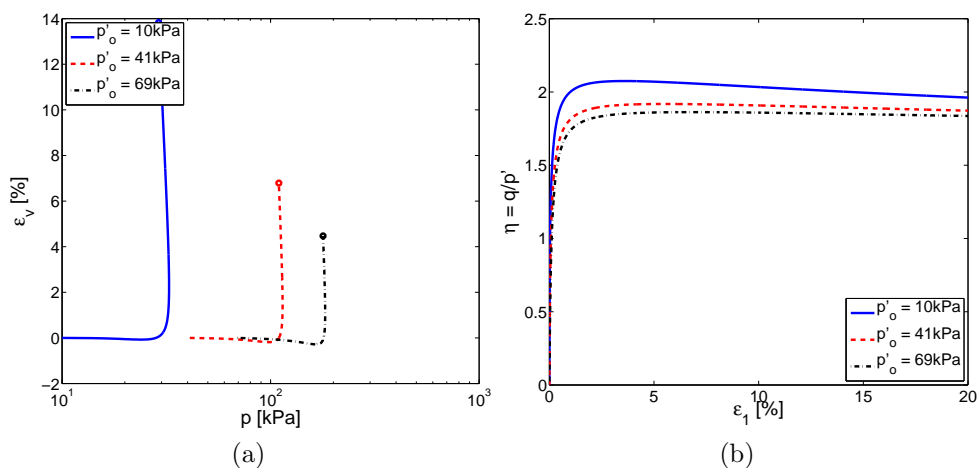 14
12
10
8
6
4
2
0
−2
ε_v [%]
p'_o = 10kPa
p'_o = 41kPa
p'_o = 69kPa
10^1
10^2
10^3
p [kPa]
(a)
2.5
2
1.5
1
0.5
0
η = q/p'
p'_o = 10kPa
p'_o = 41kPa
p'_o = 69kPa
0
5
10
15
20
ε_1 [%]
(b)